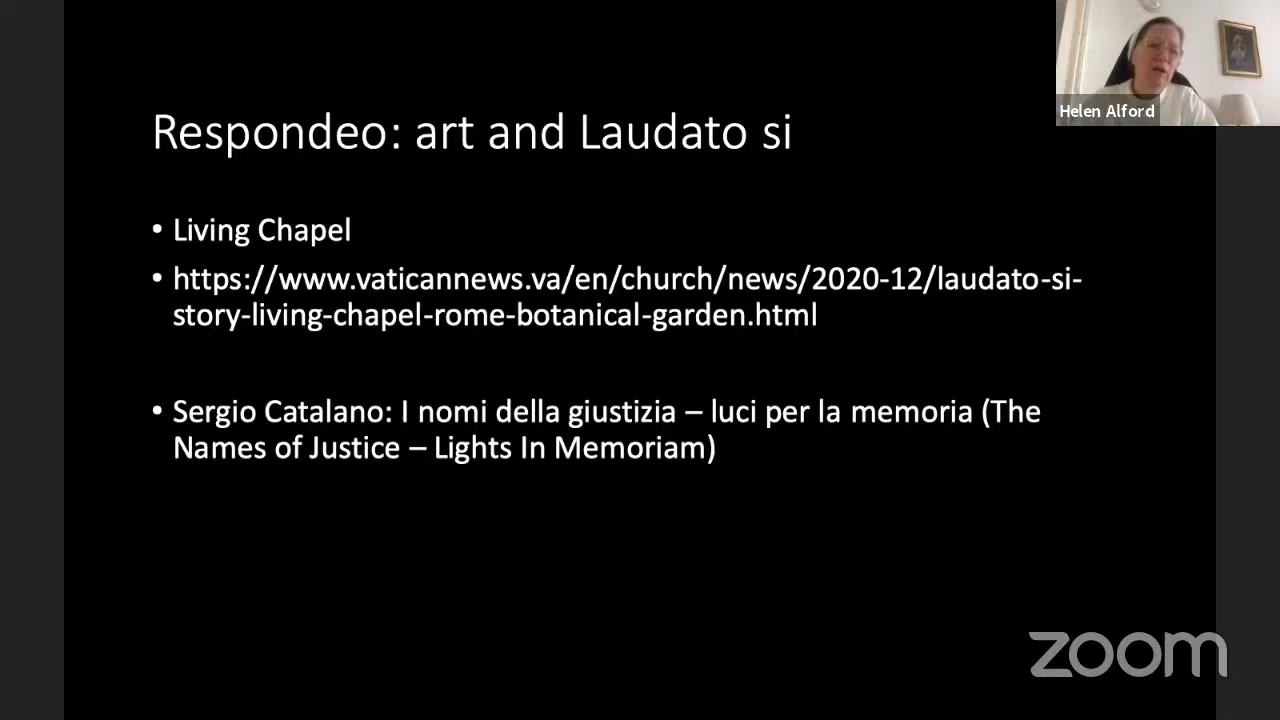 Helen Alford
Respondeo: art and Laudato si
• Living Chapel
• https://www.vaticannews.va/en/church/news/2020-12/laudato-si-
story-living-chapel-rome-botanical-garden.html
• Sergio Catalano: I nomi della giustizia – luci per la memoria (The
Names of Justice – Lights In Memoriam)
zoom